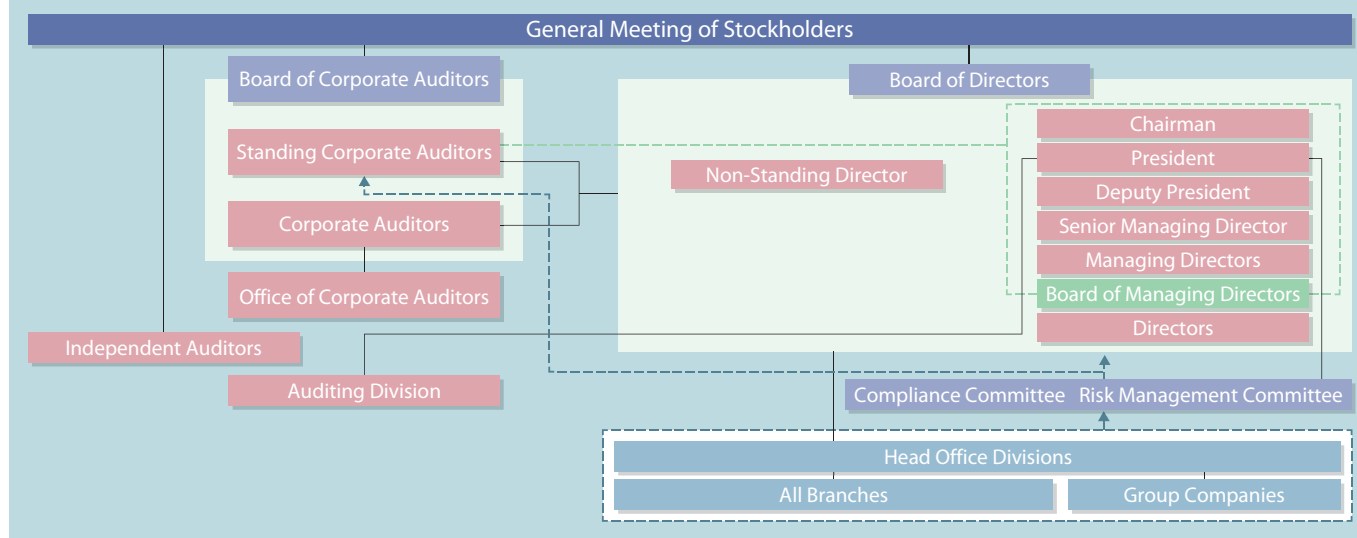 General Meeting of Stockholders
Board of Corporate Auditors
Board of Directors
Standing Corporate Auditors
Corporate Auditors
Office of Corporate Auditors
Independent Auditors
Auditing Division
Non-Standing Director
Chairman
President
Deputy President
Senior Managing Director
Managing Directors
Board of Managing Directors
Directors
Compliance Committee Risk Management Committee
Head Office Divisions
All Branches
Group Companies